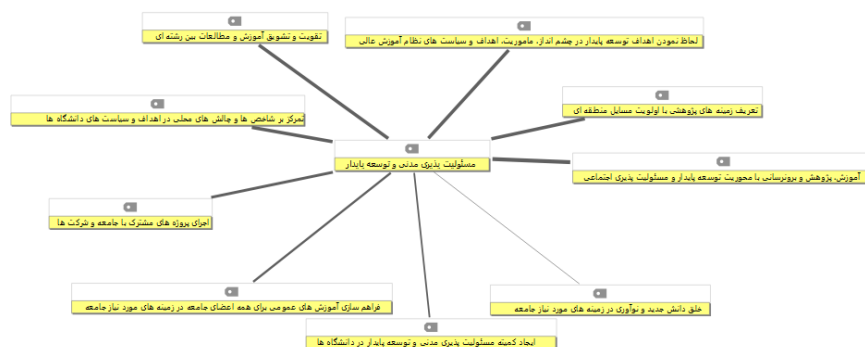 تقویت و تشویق آموزش و مطالعات بین رشته ای
لحاظ نمودن اهداف توسعه پایدار در چشم انداز، ماموریت، اهداف و سیاست های نظام آموزش عالی
تعریف زمینه های پژوهشی با اولویت مسایل منطقه ای
تمرکز بر شاخص ها و چالش های محلی در اهداف و سیاست های دانشگاه ها
مسئولیت پذیری مدنی و توسعه پایدار
آموزش، پژوهش و برونرسانی با محوریت توسعه پایدار و مسئولیت پذیری اجتماعی
اجرای پروژه های مشترک با جامعه و شرکت ها
فراهم سازی آموزش های عمومی برای همه اعضای جامعه در زمینه های مورد نیاز جامعه
خلق دانش جدید و نوآوری در زمینه های مورد نیاز جامعه
ایجاد کمیته مسئولیت پذیری مدنی و توسعه پایدار در دانشگاه ها